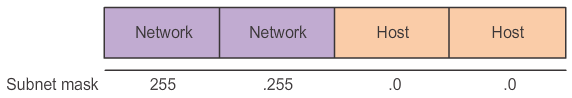 Network Network Host Host
Subnet mask 255 .255 .0 .0